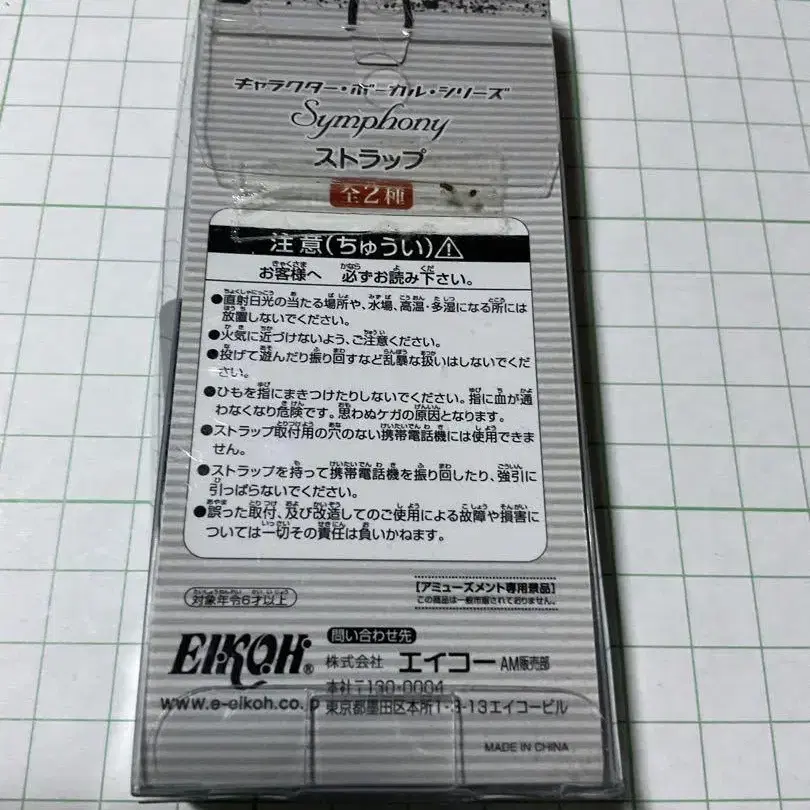 キャラクター・ボーカル・シリーズ
Symphony
ストラップ
全2種
注意(ちゅうい)⚠
お客様へ 必ずお読み下さい。
●直射日光の当たる場所や、水場、高温・多湿になる所には
放置しないでください。
●火気に近づけないよう、ご注意ください。
●投げて遊んだり振り回すなど乱暴な扱いはしないでくだ
さい。
●ひもを指にまきつけたりしないでください。指に血が通
わなくなり危険です。思わぬケガの原因となります。
●ストラップ取付用の穴のない携帯電話機には使用できま
せん。
●ストラップを持って携帯電話機を振り回したり、強引に
引っぱらないでください。
●誤った取付、及び改造してのご使用による故障や損害に
ついては一切その責任は負いかねます。
対象年令6才以上
【アミューズメント専用景品】
この商品は一般市販されておりません。
EIKOH®
問い合わせ先
株式会社 エイコー AM販売部
本社〒130-0004
www.e-eikoh.co.jp
東京都墨田区本所1-3-13エイコービル
MADE IN CHINA